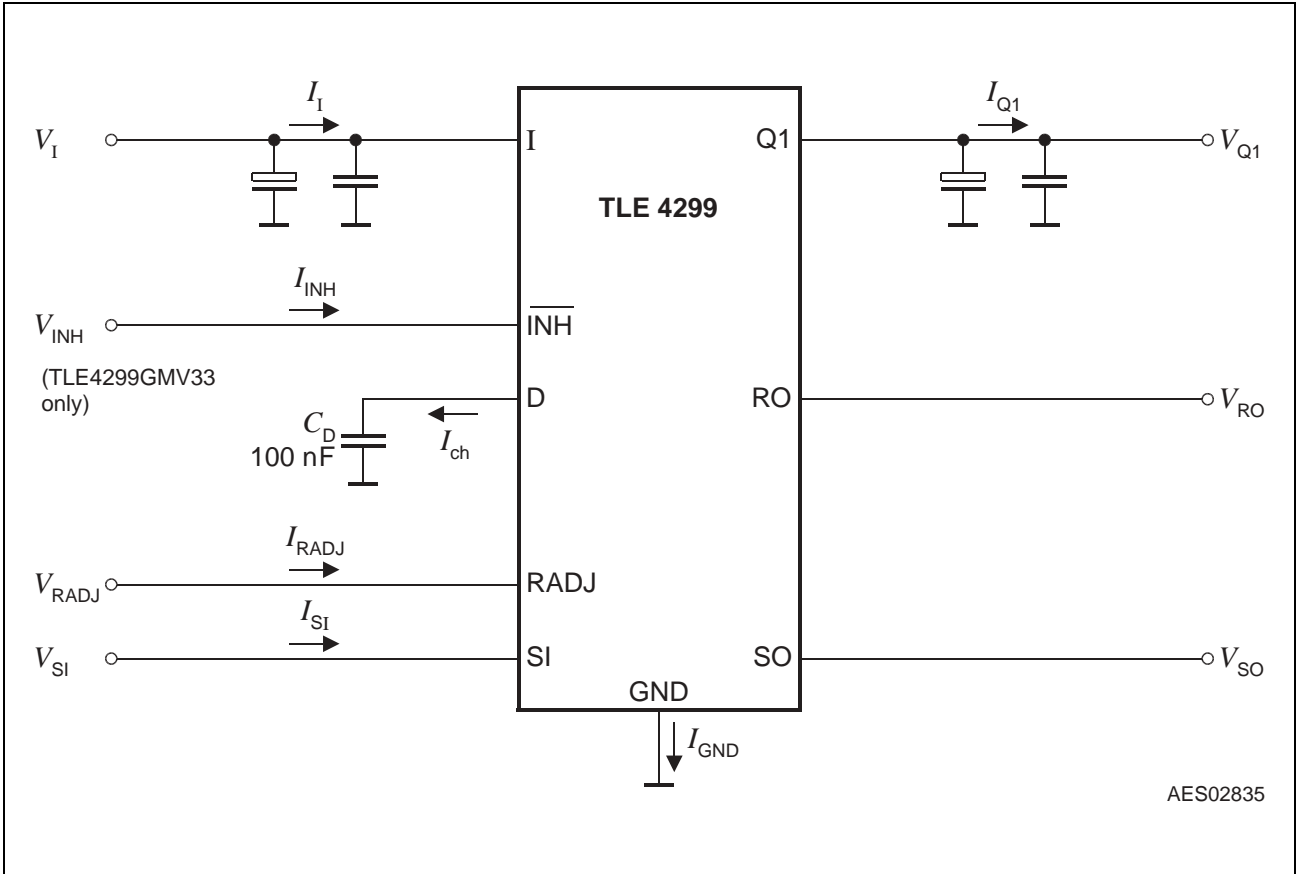 I_I
I_Q1
V_I
I
Q1
V_Q1
TLE 4299
I_INH
V_INH
INH
(TLE4299GMV33
only)
D
RO
V_RO
C_D
100 nF
I_ch
I_RADJ
V_RADJ
RADJ
I_SI
V_SI
SI
SO
V_SO
GND
I_GND
AES02835